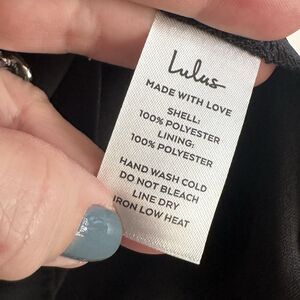 Lulus
MADE WITH LOVE
SHELL:
100% POLYESTER
LINING:
100% POLYESTER
HAND WASH COLD
DO NOT BLEACH
LINE DRY
IRON LOW HEAT